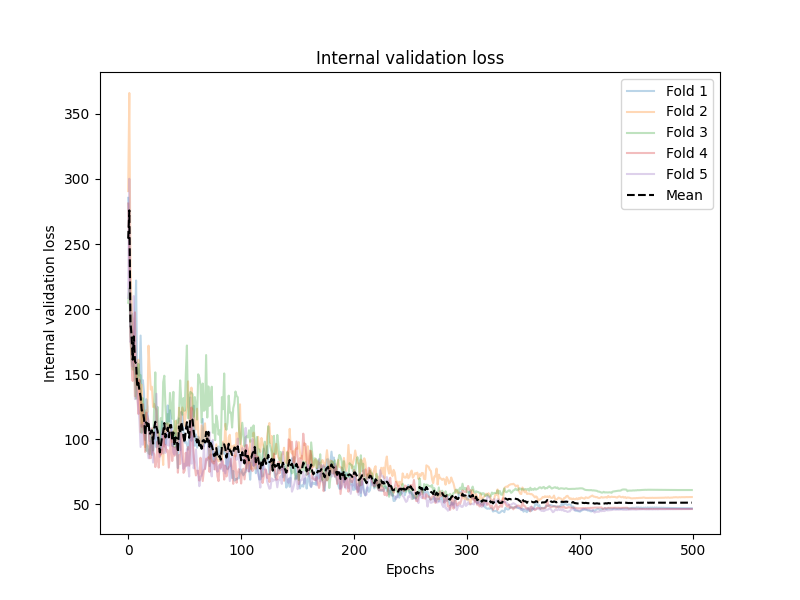 Internal validation loss
Fold 1
Fold 2
Fold 3
Fold 4
Fold 5
Mean
Internal validation loss
350
300
250
200
150
100
50
0
100
200
300
400
500
Epochs